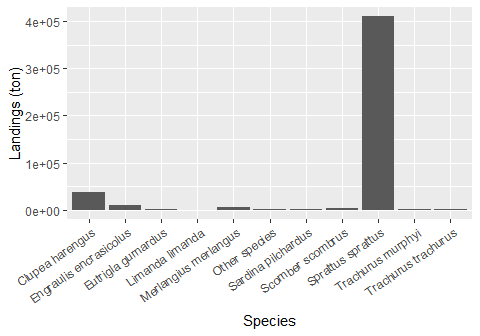 Landings (ton)
4e+05
3e+05
2e+05
1e+05
0e+00
Clupea harengus
Engraulis encrasicolus
Eutrigla gurnardus
Limanda limanda
Merlangius merlangus
Other species
Sardina pilchardus
Scomber scombrus
Sprattus sprattus
Trachurus murphyi
Trachurus trachurus
Species